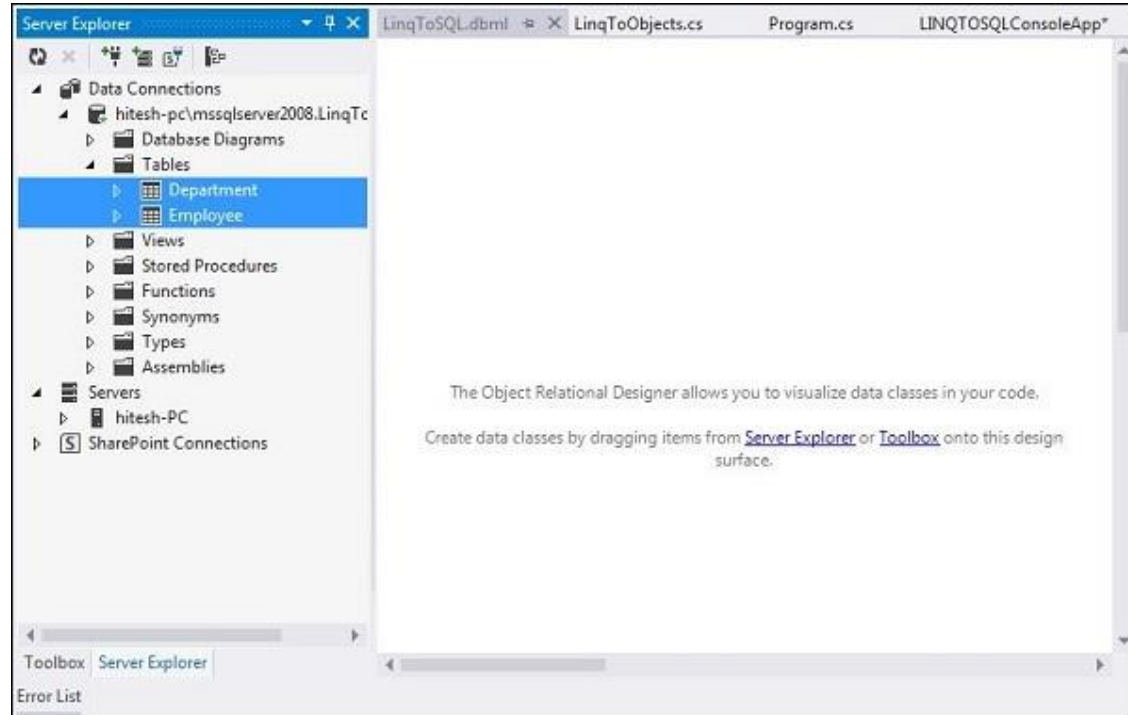 Server Explorer
LinqToSQL.dbml LinqToObjects.cs Program.cs LINQTOSQLConsoleApp*
Data Connections
hitesh-pc\mssqlserver2008.LinqTo
Database Diagrams
Tables
Department
Employee
Views
Stored Procedures
Functions
Synonyms
Types
Assemblies
Servers
hitesh-PC
SharePoint Connections
The Object Relational Designer allows you to visualize data classes in your code.
Create data classes by dragging items from Server Explorer or Toolbox onto this design
surface.
Toolbox Server Explorer
Error List